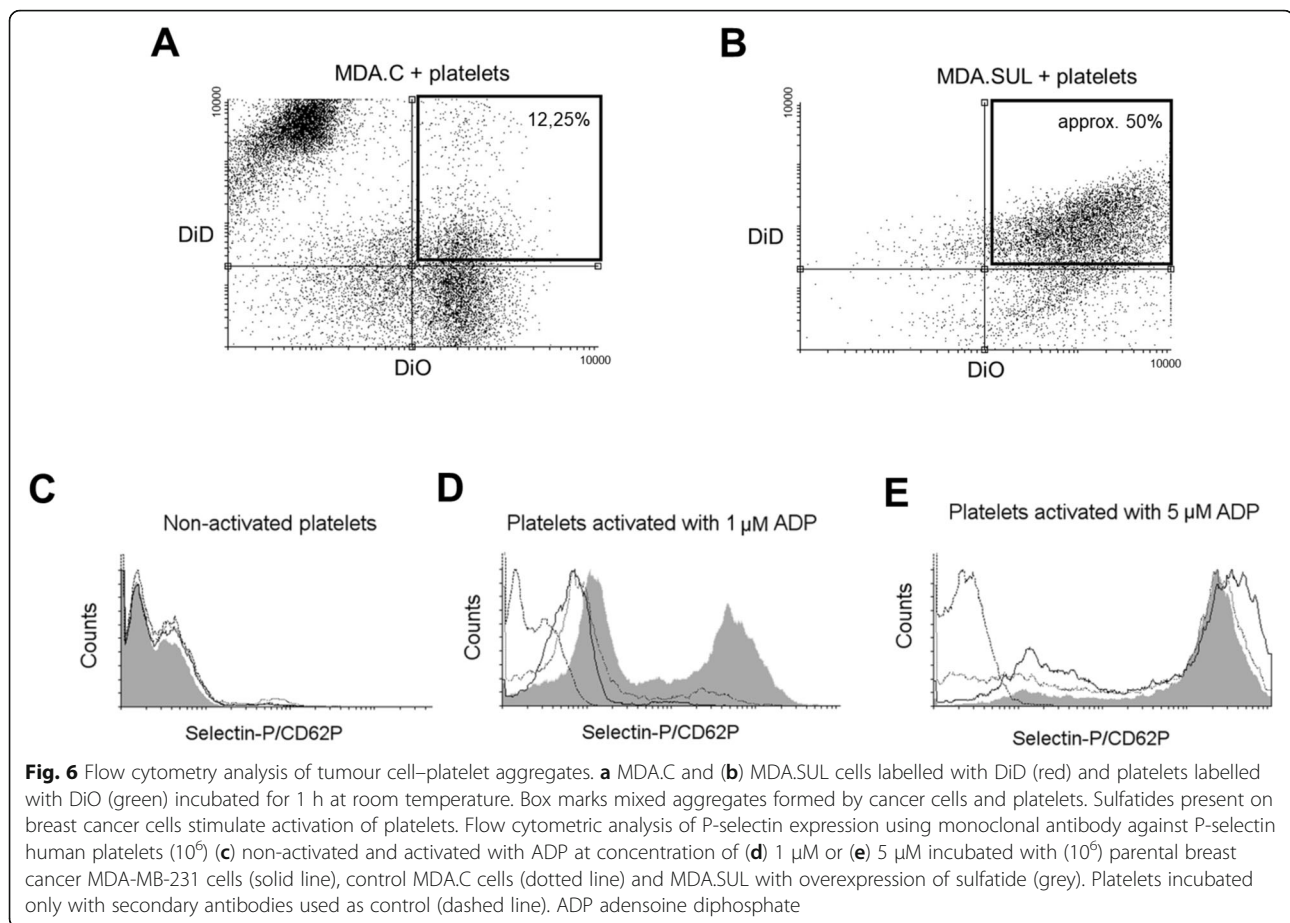 A
MDA.C + platelets
10000
12,25%
DiD
DiO
10000
B
MDA.SUL + platelets
10000
approx. 50%
DiD
DiO
10000
C
Non-activated platelets
Counts
Selectin-P/CD62P
D
Platelets activated with 1 µM ADP
Counts
Selectin-P/CD62P
E
Platelets activated with 5 µM ADP
Counts
Selectin-P/CD62P
Fig. 6 Flow cytometry analysis of tumour cell–platelet aggregates. a MDA.C and (b) MDA.SUL cells labelled with DiD (red) and platelets labelled
with DiO (green) incubated for 1 h at room temperature. Box marks mixed aggregates formed by cancer cells and platelets. Sulfatides present on
breast cancer cells stimulate activation of platelets. Flow cytometric analysis of P-selectin expression using monoclonal antibody against P-selectin
human platelets (10⁶) (c) non-activated and activated with ADP at concentration of (d) 1 µM or (e) 5 µM incubated with (10⁶) parental breast
cancer MDA-MB-231 cells (solid line), control MDA.C cells (dotted line) and MDA.SUL with overexpression of sulfatide (grey). Platelets incubated
only with secondary antibodies used as control (dashed line). ADP adensoine diphosphate